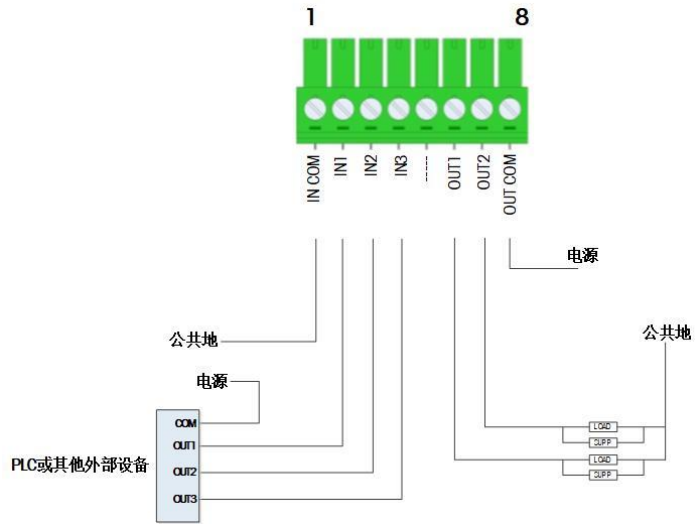 1 8
IN COM
IN1
IN2
IN3
----
OUT1
OUT2
OUT COM
电源
公共地
公共地
电源
COM
OUT1
OUT2
OUT3
PLC或其他外部设备
LOAD
SUPP
LOAD
SUPP